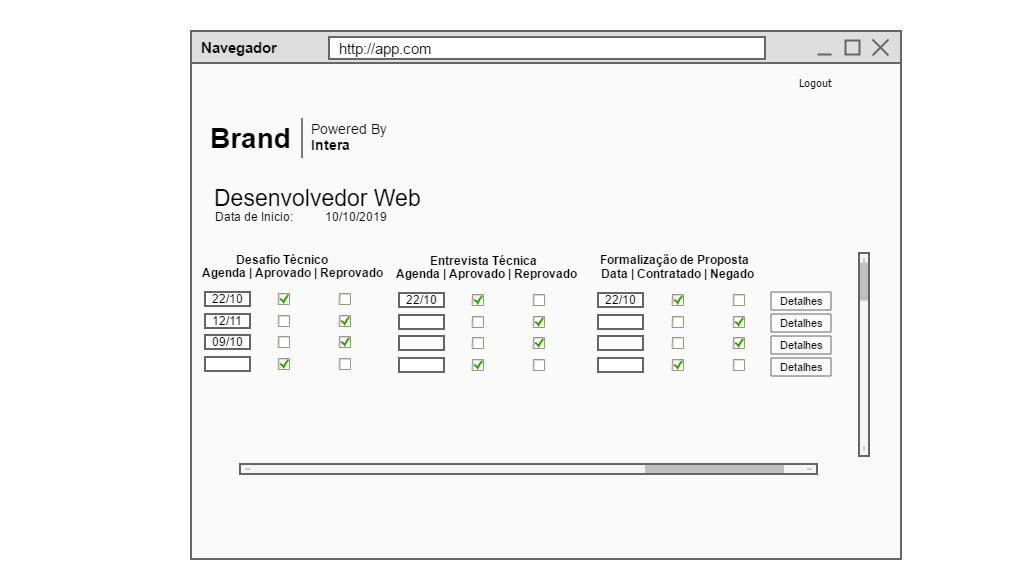 Navegador
http://app.com
Logout
Brand
Powered By
Intera
Desenvolvedor Web
Data de Inicio: 10/10/2019
Desafio Técnico
Agenda | Aprovado | Reprovado
Entrevista Técnica
Agenda | Aprovado | Reprovado
Formalização de Proposta
Data | Contratado | Negado
22/10 22/10 22/10 Detalhes
12/11 Detalhes
09/10 Detalhes
Detalhes